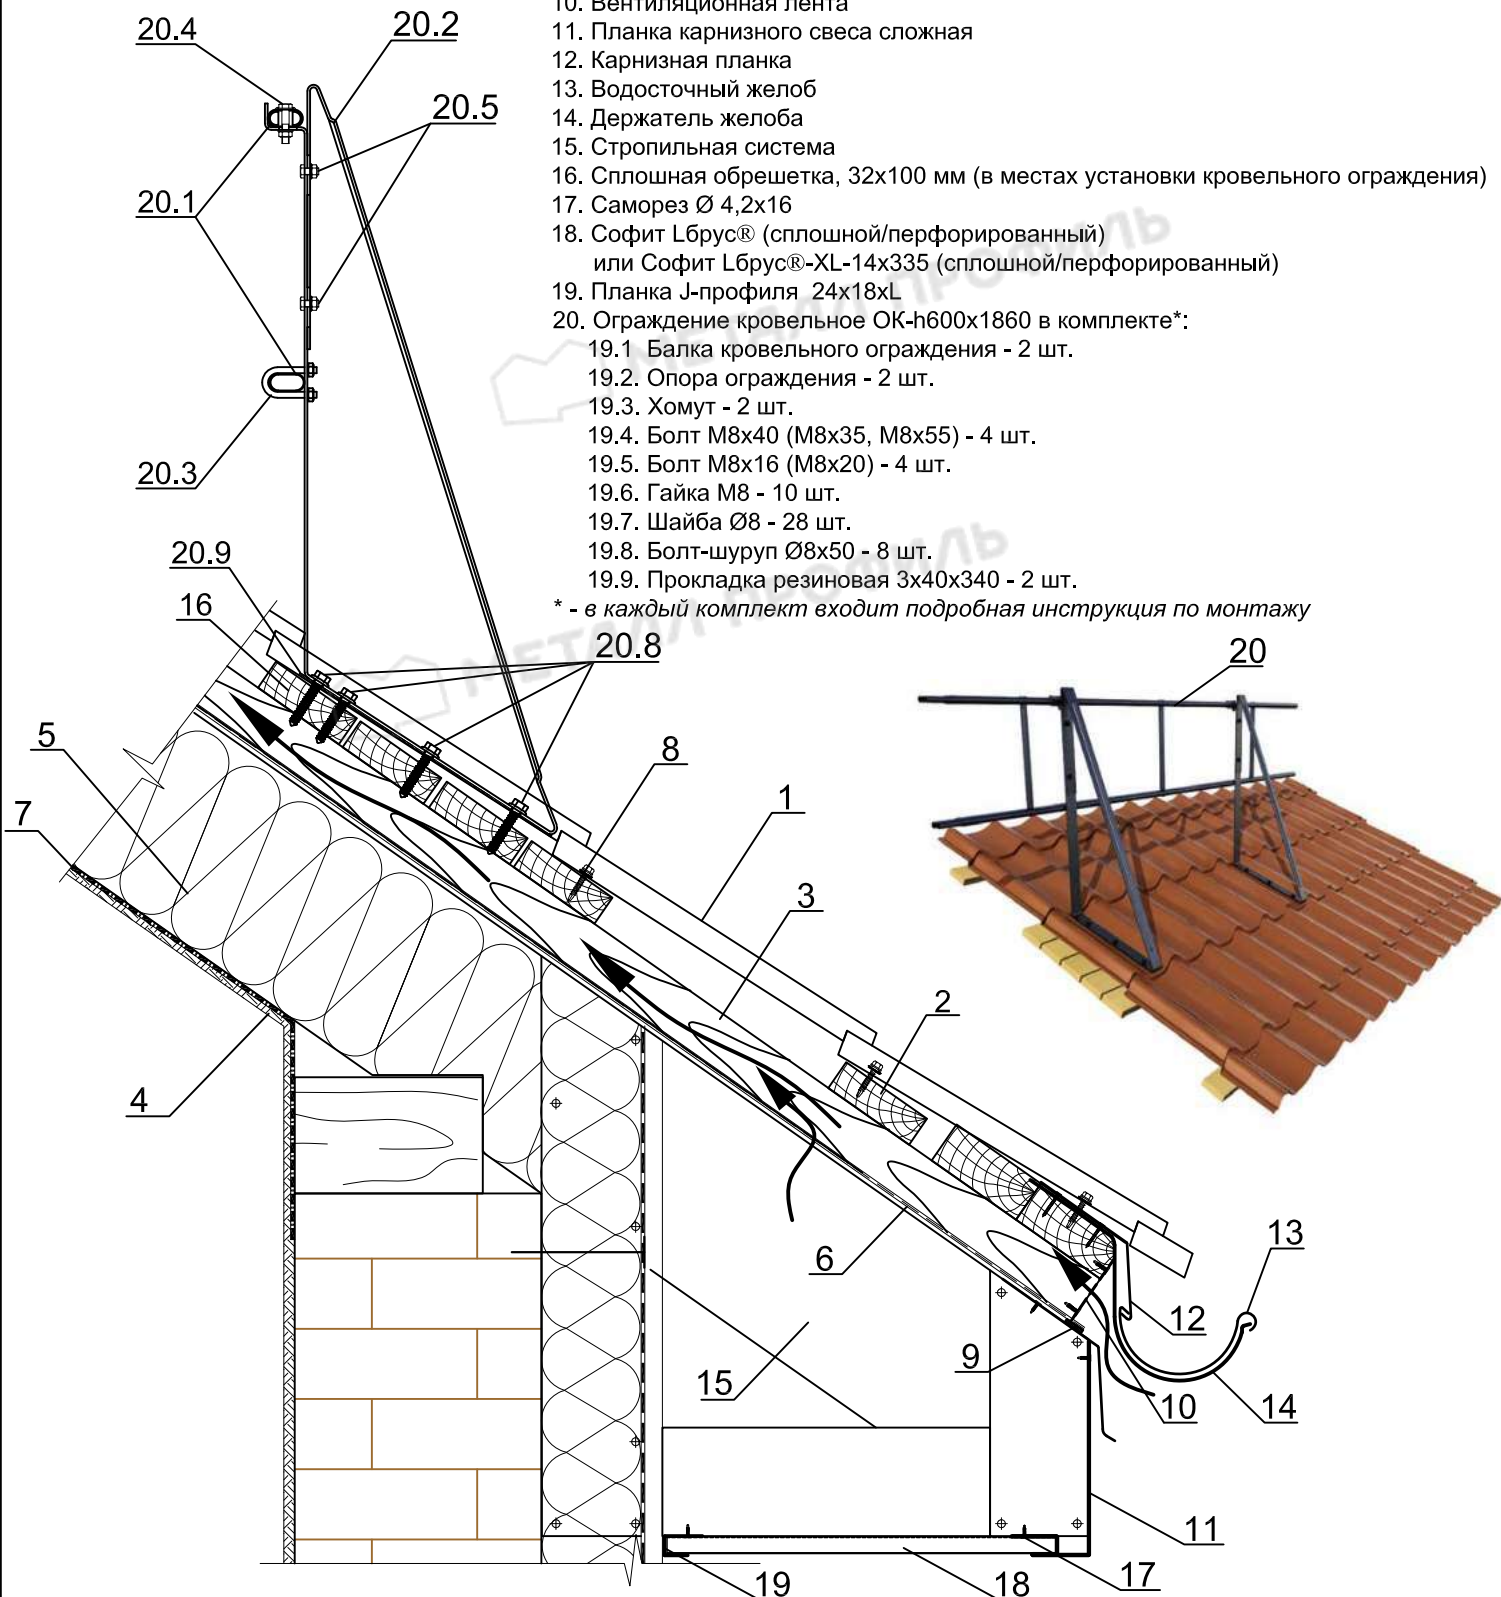 10. Вентиляционная лента
11. Планка карнизного свеса сложная
12. Карнизная планка
13. Водосточный желоб
14. Держатель желоба
15. Стропильная система
16. Сплошная обрешетка, 32х100 мм (в местах установки кровельного ограждения)
17. Саморез Ø 4,2х16
18. Софит Lбрус® (сплошной/перфорированный)
или Софит Lбрус®-XL-14х335 (сплошной/перфорированный)
19. Планка J-профиля 24х18хL
20. Ограждение кровельное ОК-h600х1860 в комплекте*:
19.1 Балка кровельного ограждения - 2 шт.
19.2. Опора ограждения - 2 шт.
19.3. Хомут - 2 шт.
19.4. Болт М8х40 (М8х35, М8х55) - 4 шт.
19.5. Болт М8х16 (М8х20) - 4 шт.
19.6. Гайка М8 - 10 шт.
19.7. Шайба Ø8 - 28 шт.
19.8. Болт-шуруп Ø8х50 - 8 шт.
19.9. Прокладка резиновая 3х40х340 - 2 шт.
* - в каждый комплект входит подробная инструкция по монтажу
МЕТАЛЛ ПРОФИЛЬ
МЕТАЛЛ ПРОФИЛЬ
20.4
20.2
20.5
20.1
20.3
20.9
16
20.8
20
5
8
7
1
3
2
4
6
13
12
9
15
10
14
11
17
19
18